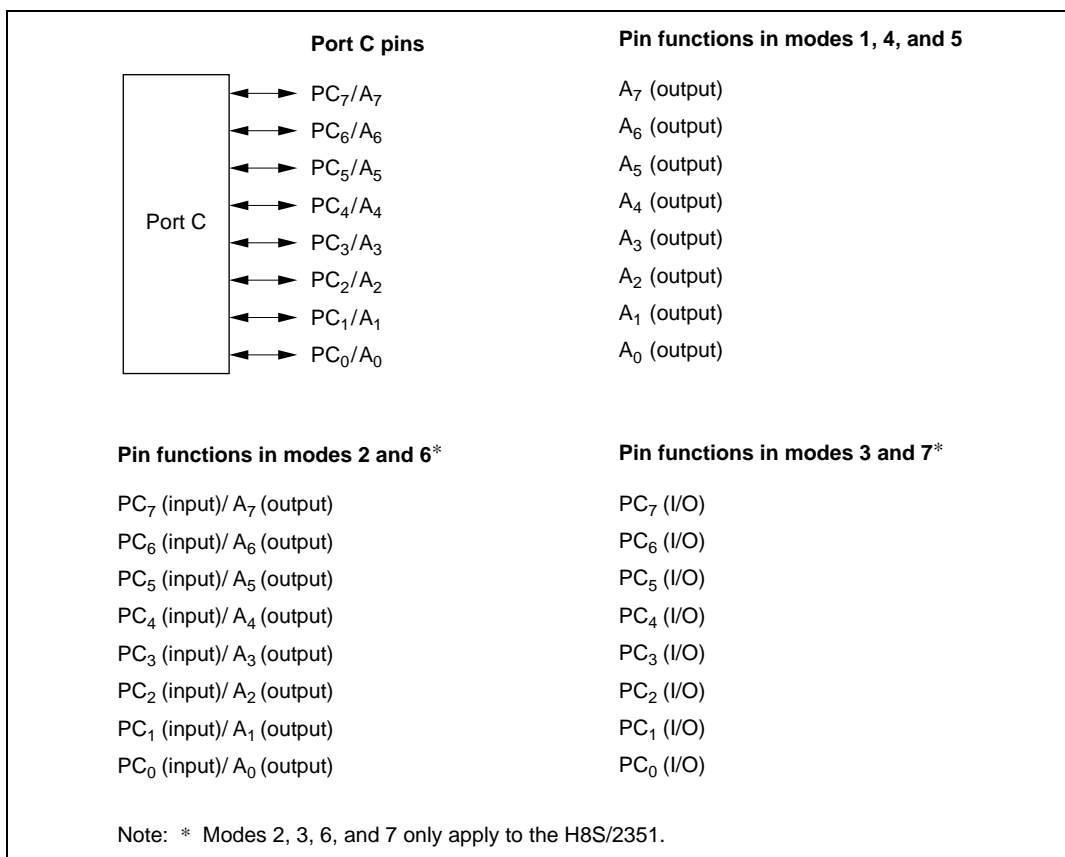 Port C pins Pin functions in modes 1, 4, and 5
PC7/A7 A7 (output)
PC6/A6 A6 (output)
PC5/A5 A5 (output)
PC4/A4 A4 (output)
Port C
PC3/A3 A3 (output)
PC2/A2 A2 (output)
PC1/A1 A1 (output)
PC0/A0 A0 (output)
Pin functions in modes 2 and 6* Pin functions in modes 3 and 7*
PC7 (input)/ A7 (output) PC7 (I/O)
PC6 (input)/ A6 (output) PC6 (I/O)
PC5 (input)/ A5 (output) PC5 (I/O)
PC4 (input)/ A4 (output) PC4 (I/O)
PC3 (input)/ A3 (output) PC3 (I/O)
PC2 (input)/ A2 (output) PC2 (I/O)
PC1 (input)/ A1 (output) PC1 (I/O)
PC0 (input)/ A0 (output) PC0 (I/O)
Note: * Modes 2, 3, 6, and 7 only apply to the H8S/2351.